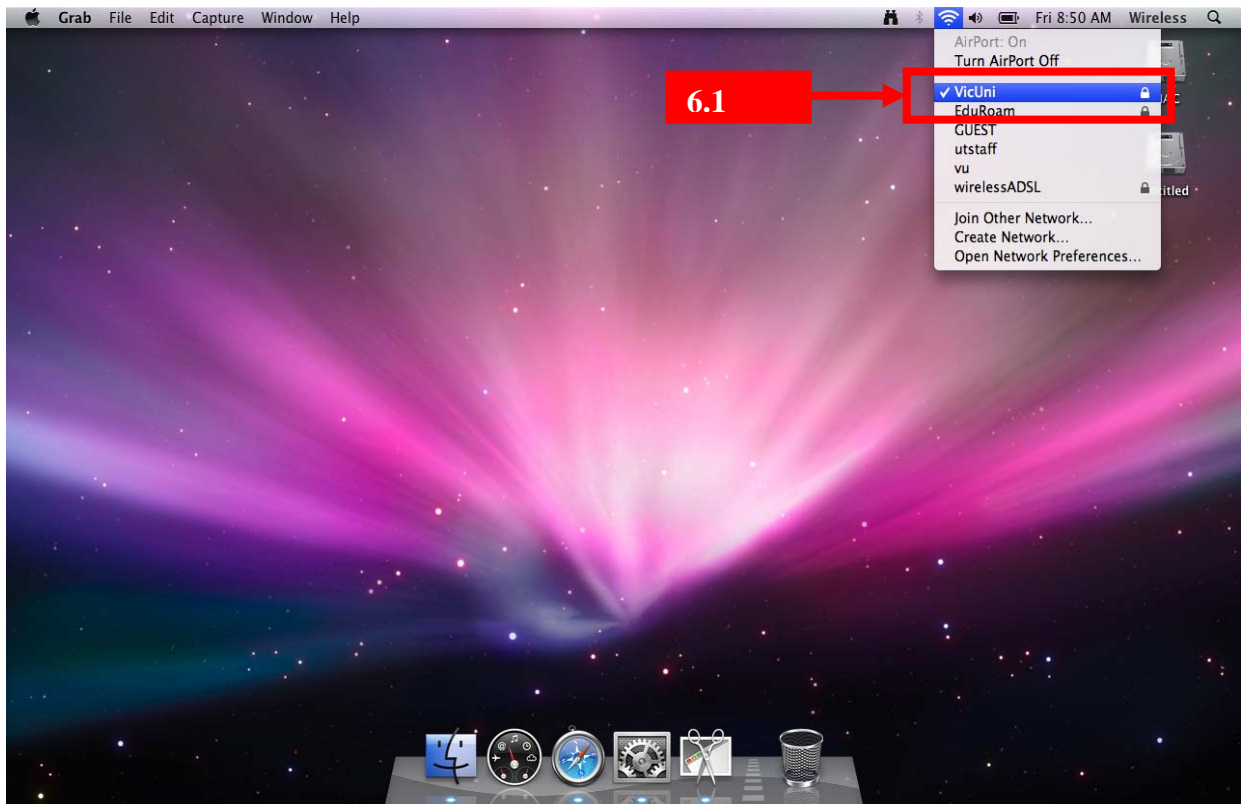 Grab File Edit Capture Window Help Fri 8:50 AM Wireless
AirPort: On
Turn AirPort Off
6.1
✓ VicUni
EduRoam
GUEST
utstaff
vu
wirelessADSL
Join Other Network...
Create Network...
Open Network Preferences...